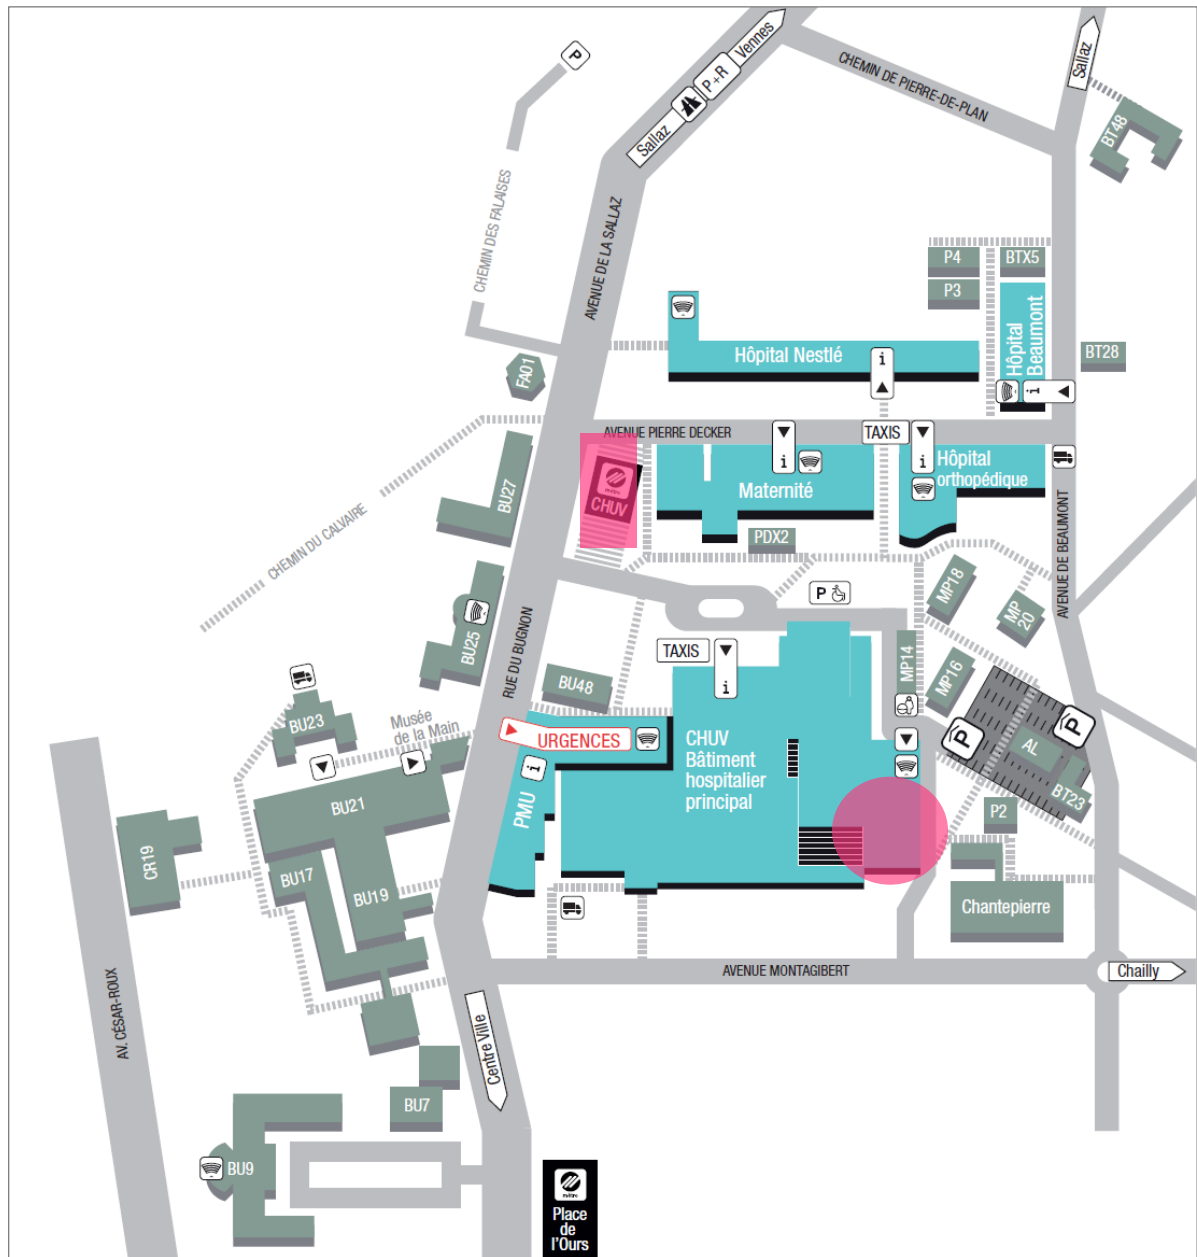 P
Vennes
P+R
Sallaz
CHEMIN DE PIERRE-DE-PLAN
Sallaz
BT48
CHEMIN DES FALAISES
AVENUE DE LA SALLAZ
P4
BTX5
P3
Hôpital Nestlé
i
Hôpital
Beaumont
i
BT28
FA01
AVENUE PIERRE DECKER
TAXIS
i
i
Hôpital
orthopédique
Maternité
CHUV
BU27
PDX2
CHEMIN DU CALVAIRE
AVENUE DE BEAUMONT
MP18
MP
20
P
BU25
RUE DU BUGNON
TAXIS
i
MP14
MP16
BU48
BU23
Musée
de la Main
URGENCES
i
PMU
CHUV
Bâtiment
hospitalier
principal
P
P
AL
BT23
P2
BU21
CR19
BU17
BU19
Chantepierre
AVENUE MONTAGIBERT
Chailly
AV. CÉSAR-ROUX
Centre Ville
BU7
BU9
Place
de
l'Ours